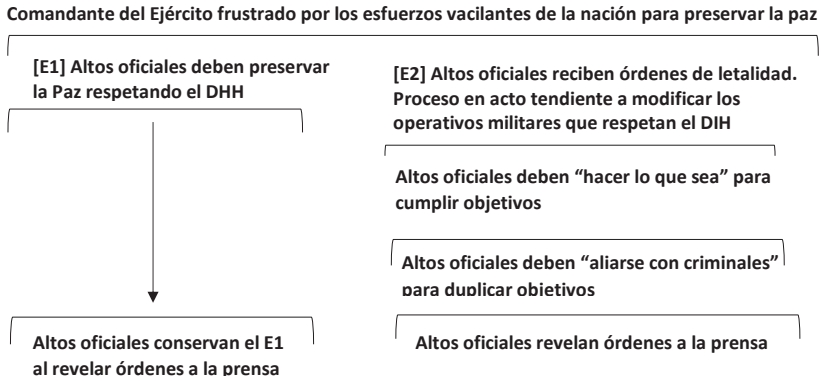 Comandante del Ejército frustrado por los esfuerzos vacilantes de la nación para preservar la paz
[E1] Altos oficiales deben preservar
la Paz respetando el DHH
[E2] Altos oficiales reciben órdenes de letalidad.
Proceso en acto tendiente a modificar los
operativos militares que respetan el DIH
Altos oficiales deben “hacer lo que sea” para
cumplir objetivos
Altos oficiales deben “aliarse con criminales”
para duplicar objetivos
Altos oficiales conservan el E1
al revelar órdenes a la prensa
Altos oficiales revelan órdenes a la prensa